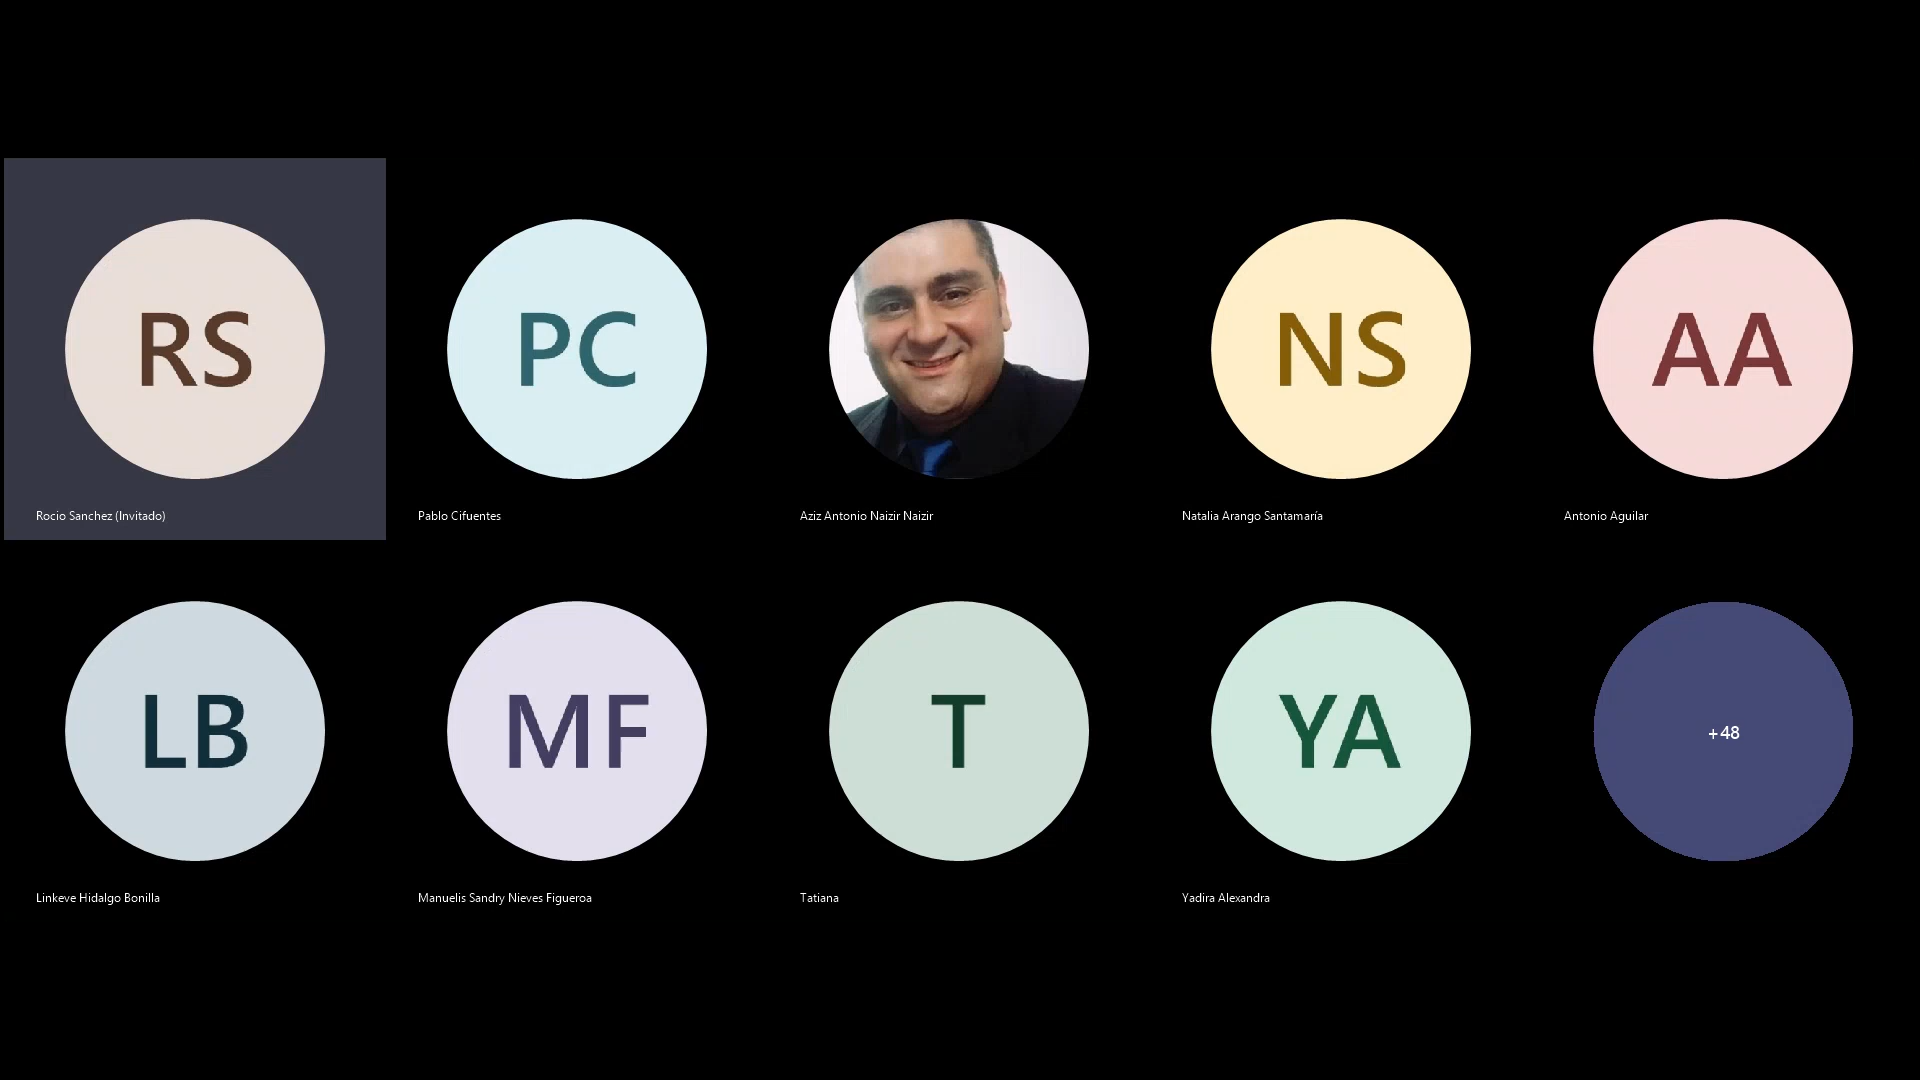 RS
PC
NS
AA
Rocio Sanchez (Invitado)
Pablo Cifuentes
Aziz Antonio Naizir Naizir
Natalia Arango Santamaría
Antonio Aguilar
LB
MF
T
YA
+48
Linkeve Hidalgo Bonilla
Manuelis Sandry Nieves Figueroa
Tatiana
Yadira Alexandra